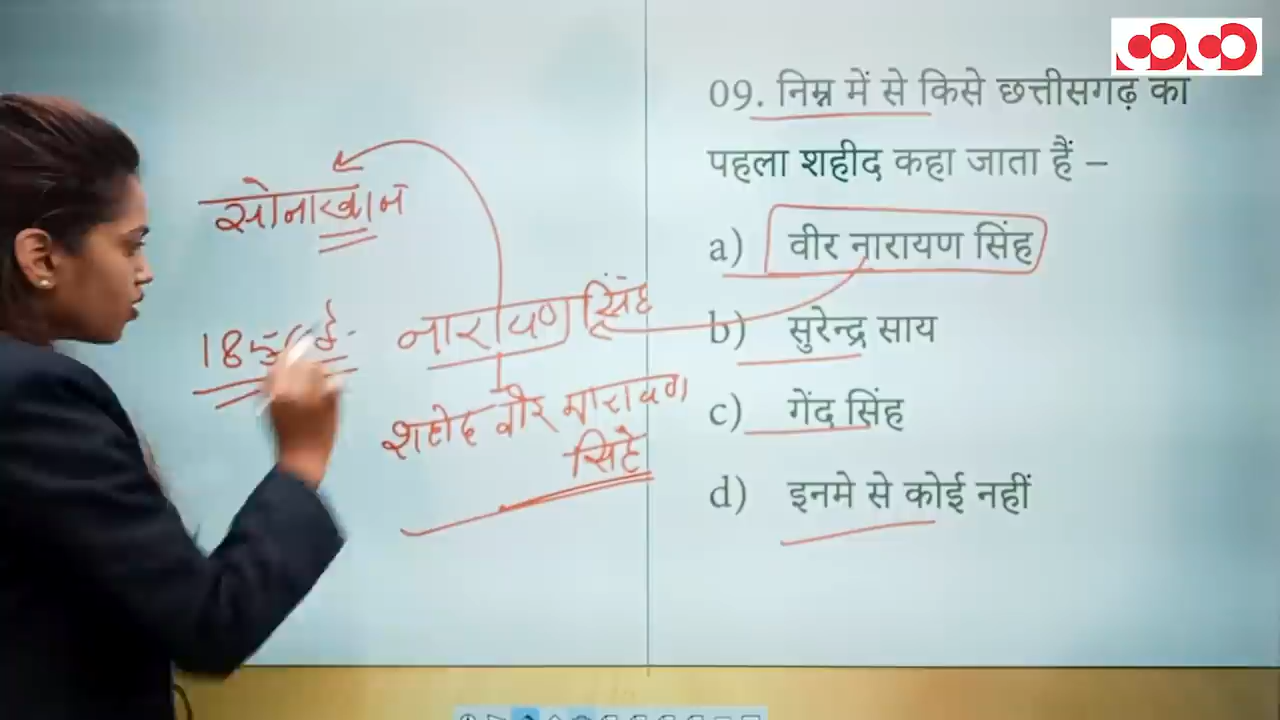 09. निम्न में से किसे छत्तीसगढ़ का
पहला शहीद कहा जाता हैं –
a) वीर नारायण सिंह
b) सुरेन्द्र साय
c) गेंद सिंह
d) इनमे से कोई नहीं
सोनाखान
नारायण सिंह
शहीद वीर नारायण
सिंह